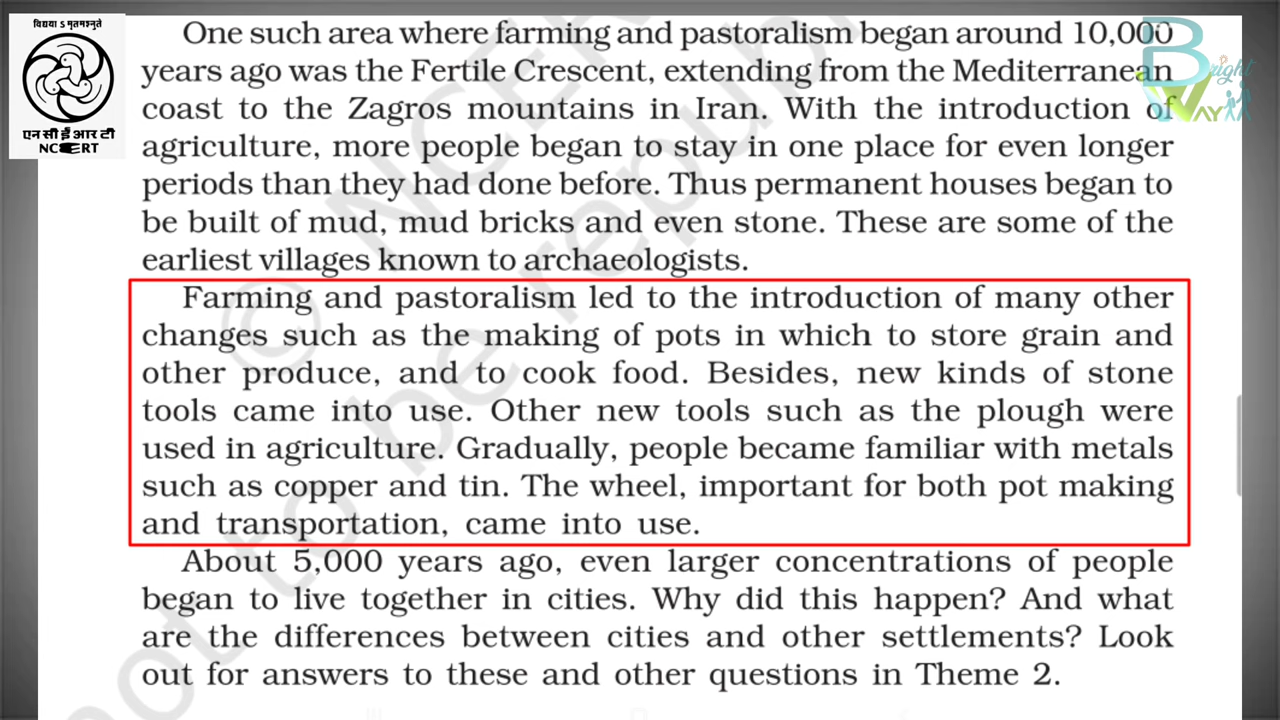 विद्यया ऽ मृतमश्नुते
एन सी ई आर टी
NCERT
Bright
WAY
One such area where farming and pastoralism began around 10,000
years ago was the Fertile Crescent, extending from the Mediterranean
coast to the Zagros mountains in Iran. With the introduction of
agriculture, more people began to stay in one place for even longer
periods than they had done before. Thus permanent houses began to
be built of mud, mud bricks and even stone. These are some of the
earliest villages known to archaeologists.
Farming and pastoralism led to the introduction of many other
changes such as the making of pots in which to store grain and
other produce, and to cook food. Besides, new kinds of stone
tools came into use. Other new tools such as the plough were
used in agriculture. Gradually, people became familiar with metals
such as copper and tin. The wheel, important for both pot making
and transportation, came into use.
About 5,000 years ago, even larger concentrations of people
began to live together in cities. Why did this happen? And what
are the differences between cities and other settlements? Look
out for answers to these and other questions in Theme 2.
© NCER
not to be repub